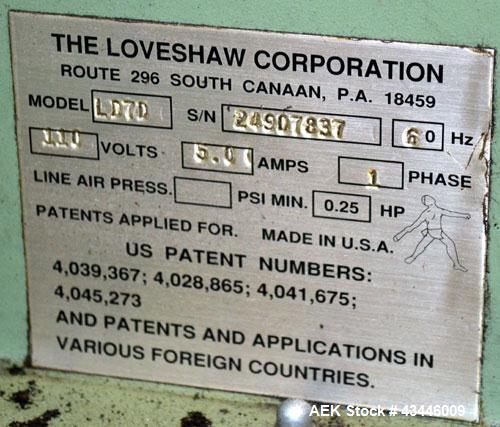 THE LOVESHAW CORPORATION
ROUTE 296 SOUTH CANAAN, P.A. 18459
MODEL LD7D S/N 24907837 60 Hz
110 VOLTS 5.0 AMPS 1 PHASE
LINE AIR PRESS. PSI MIN. 0.25 HP
PATENTS APPLIED FOR. MADE IN U.S.A.
US PATENT NUMBERS:
4,039,367; 4,028,865; 4,041,675;
4,045,273
AND PATENTS AND APPLICATIONS IN
VARIOUS FOREIGN COUNTRIES.
AEK Stock # 43446009